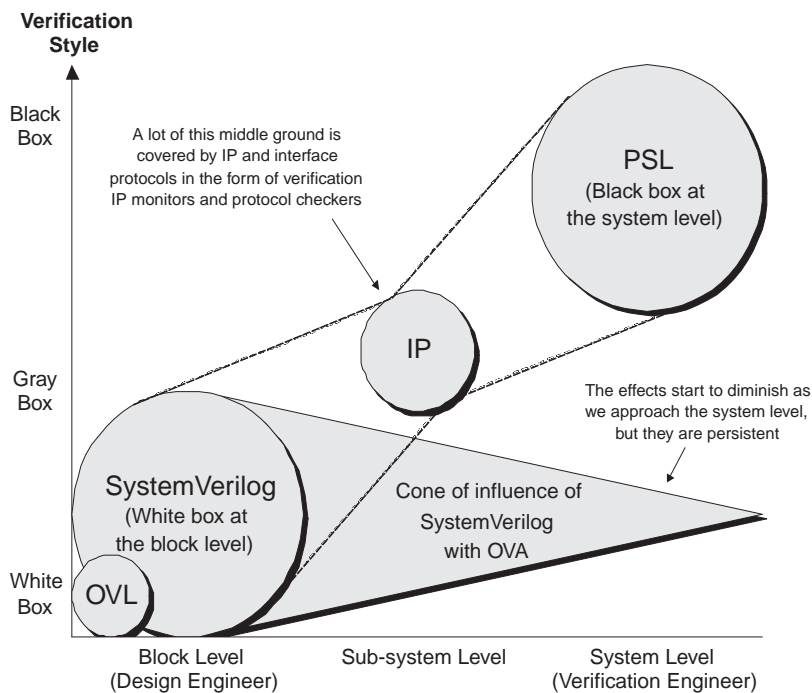 Verification
Style
Black
Box
A lot of this middle ground is
covered by IP and interface
protocols in the form of verification
IP monitors and protocol checkers
PSL
(Black box at
the system level)
IP
Gray
Box
The effects start to diminish as
we approach the system level,
but they are persistent
SystemVerilog
(White box at
the block level)
Cone of influence of
SystemVerilog
with OVA
White
Box
OVL
Block Level
(Design Engineer)
Sub-system Level
System Level
(Verification Engineer)